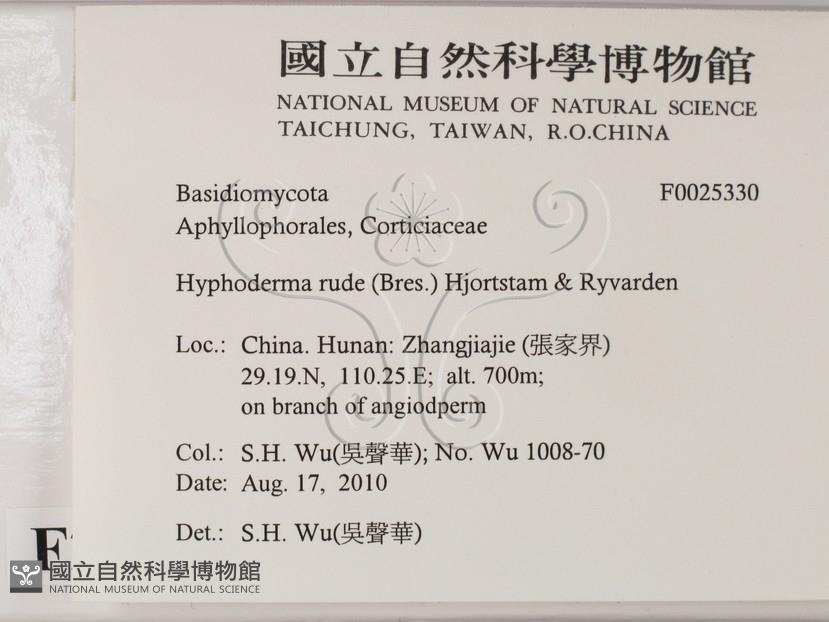 國立自然科學博物館
NATIONAL MUSEUM OF NATURAL SCIENCE
TAICHUNG, TAIWAN, R.O.CHINA
Basidiomycota F0025330
Aphyllophorales, Corticiaceae
Hyphoderma rude (Bres.) Hjortstam & Ryvarden
Loc.: China. Hunan: Zhangjiajie (張家界)
29.19.N, 110.25.E; alt. 700m;
on branch of angiodperm
Col.: S.H. Wu(吳聲華); No. Wu 1008-70
Date: Aug. 17, 2010
Det.: S.H. Wu(吳聲華)
國立自然科學博物館
NATIONAL MUSEUM OF NATURAL SCIENCE